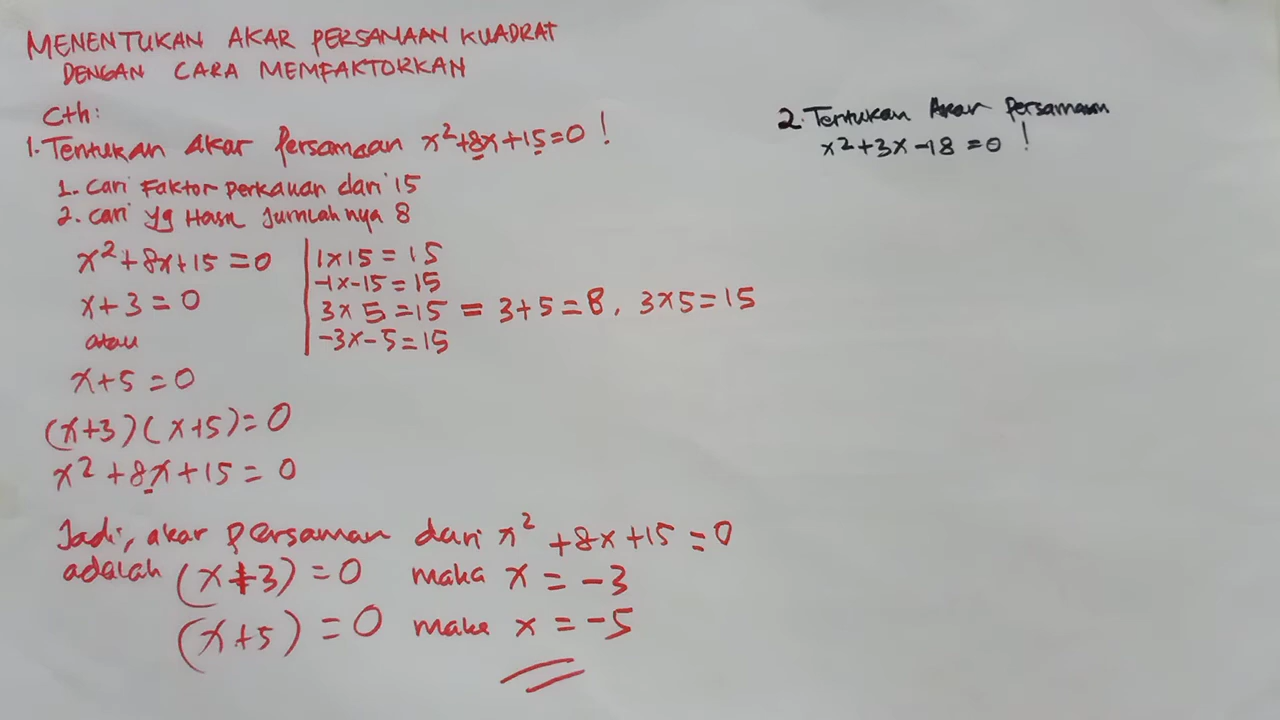 MENENTUKAN AKAR PERSAMAAN KUADRAT
DENGAN CARA MEMFAKTORKAN
Cth:
1. Tentukan Akar Persamaan x²+8x+15=0 !
1. Cari Faktor Perkalian dari 15
2. Cari yg Hasil Jumlahnya 8
x²+8x+15=0
x+3=0
atau
x+5=0
(x+3)(x+5)=0
x²+8x+15=0
1x15=15
-1x-15=15
3x5=15 = 3+5=8, 3x5=15
-3x-5=15
Jadi, akar persaman dari x²+8x+15=0
adalah (x+3)=0 maka x=-3
(x+5)=0 maka x=-5
2. Tentukan Akar Persamaan
x²+3x-18=0 !